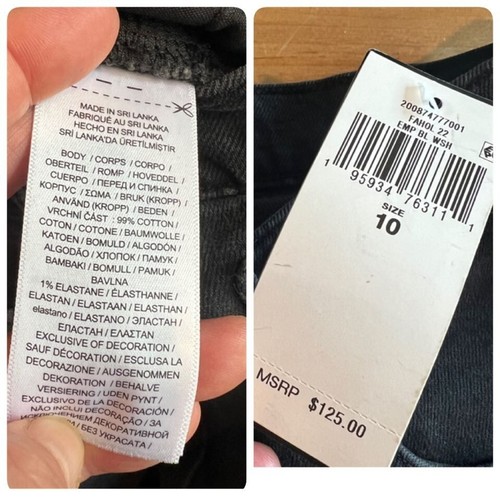 MADE IN SRI LANKA
FABRIQUÉ AU SRI LANKA
HECHO EN SRI LANKA
SRİ LANKA'DA ÜRETİLMİŞTİR
BODY / CORPS / CORPO /
OBERTEIL / ROMP / HOVEDDEL /
CUERPO / ПЕРЕД И СПИНКА /
КОРПУС / ΣΩΜΑ / BRUK (KROPP) /
ANVÄND (KROPP) / BEDEN /
VRCHNÍ ČÁST : 99% COTTON /
COTON / COTONE / BAUMWOLLE /
KATOEN / BOMULD / ALGODÓN /
ALGODÃO / ХЛОПОК / ПАМУК /
BAMBAKI / BOMULL / PAMUK /
BAVLNA
1% ELASTANE / ÉLASTHANNE /
ELASTAN / ELASTAAN / ELASTHAN /
elastano / ELASTANO / ЭЛАСТАН /
ЕЛАСТАН / ΕΛΑΣΤΑΝ
EXCLUSIVE OF DECORATION /
SAUF DÉCORATION / ESCLUSA LA
DECORAZIONE / AUSGENOMMEN
DEKORATION / BEHALVE
VERSIERING / UDEN PYNT /
EXCLUSIVO DE LA DECORACIÓN /
NÃO INCLUI DECORAÇÃO / ЗА
ИСКЛЮЧЕНИЕМ ДЕКОРАТИВНОЙ
/ БЕЗ УКРАСАТА /
200874777001
FAHOL 22
EMP DK WSH
1 95934 76311 1
SIZE
10
MSRP $125.00